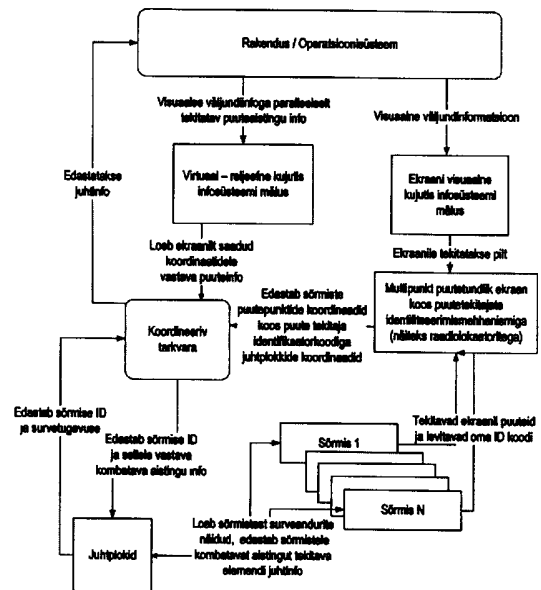 Rakendus / Operatsioonisüsteem
Visuaalse väljundinfoga paralleelselt
tekitatav puuteaistingu info
Visuaalne väljundinformatsioon
Edastatakse
juhtinfo
Virtuaal – reljeefne kujutis
infosüsteemi mälus
Ekraani visuaalne
kujutis infosüsteemi
mälus
Loeb ekraanilt saadud
koordinaatidele
vastava puuteinfo
Ekraanile tekitatakse pilt
Koordineeriv
tarkvara
Edastab sõrmiste
puutepunktide koordinaadid
koos puute tekitaja
identifikaatorkoodiga
juhtplokkide koordinaadid
Multipunkt puutetundlik ekraan
koos puutetekitajate
identifitseerimismehhanismiga
(näiteks raadiolokaatoritega)
Edastab sõrmise ID
ja survetugevuse
Edastab sõrmise ID
ja sellele vastava
kombatava aistingu info
Tekitavad ekraanil puuteid
ja levitavad oma ID koodi
Sõrmis 1
Sõrmis N
Juhtplokid
Loeb sõrmistest surveandurite
näidud, edastab sõrmistele
kombatavat aistingut tekitava
elemendi juhtinfo